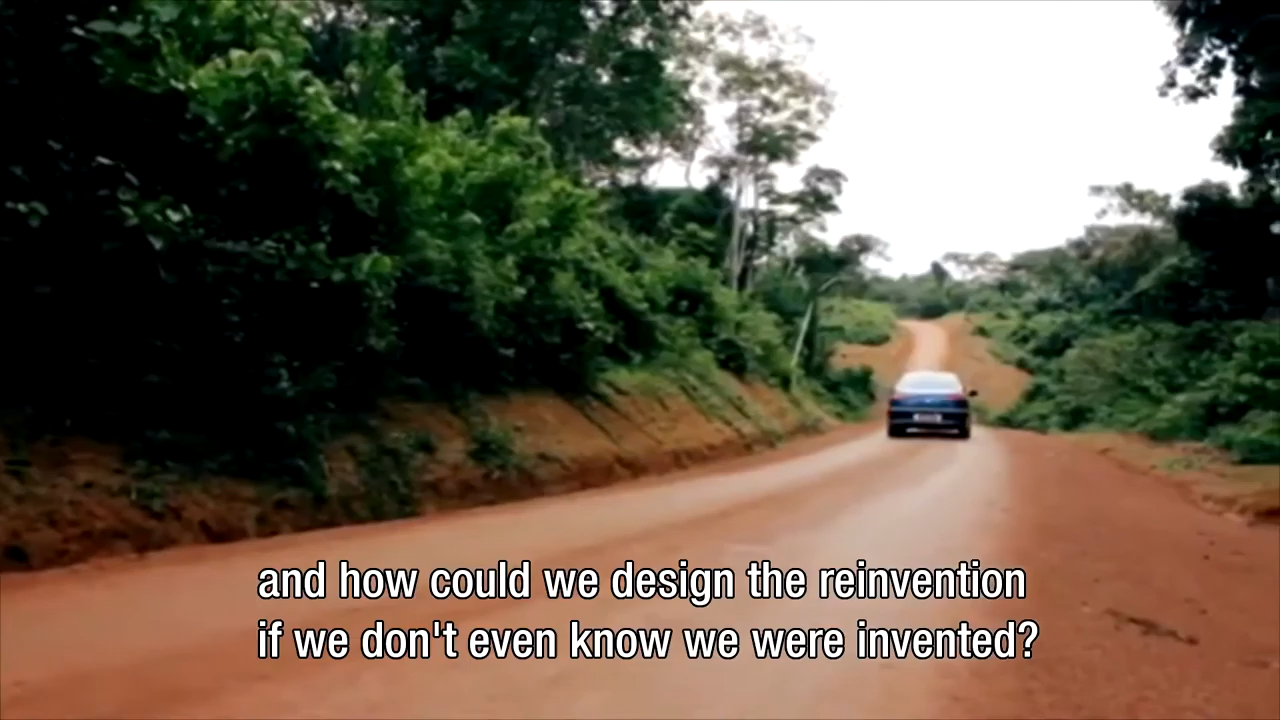 and how could we design the reinvention
if we don't even know we were invented?